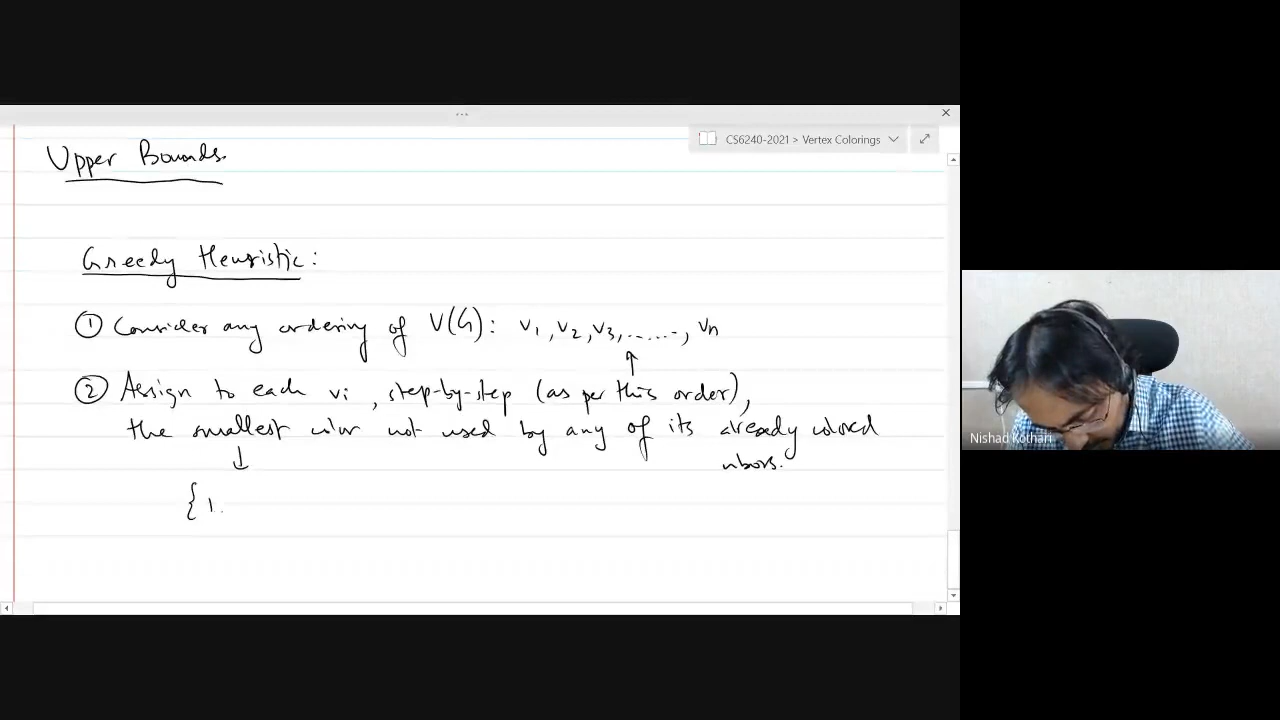 CS6240-2021 > Vertex Colorings
Upper Bounds.
Greedy Heuristic:
① Consider any ordering of V(G): v1, v2, v3, ......, vn
② Assign to each vi, step-by-step (as per this order),
the smallest color not used by any of its already colored
nbors.
{1.
Nishad Kothari